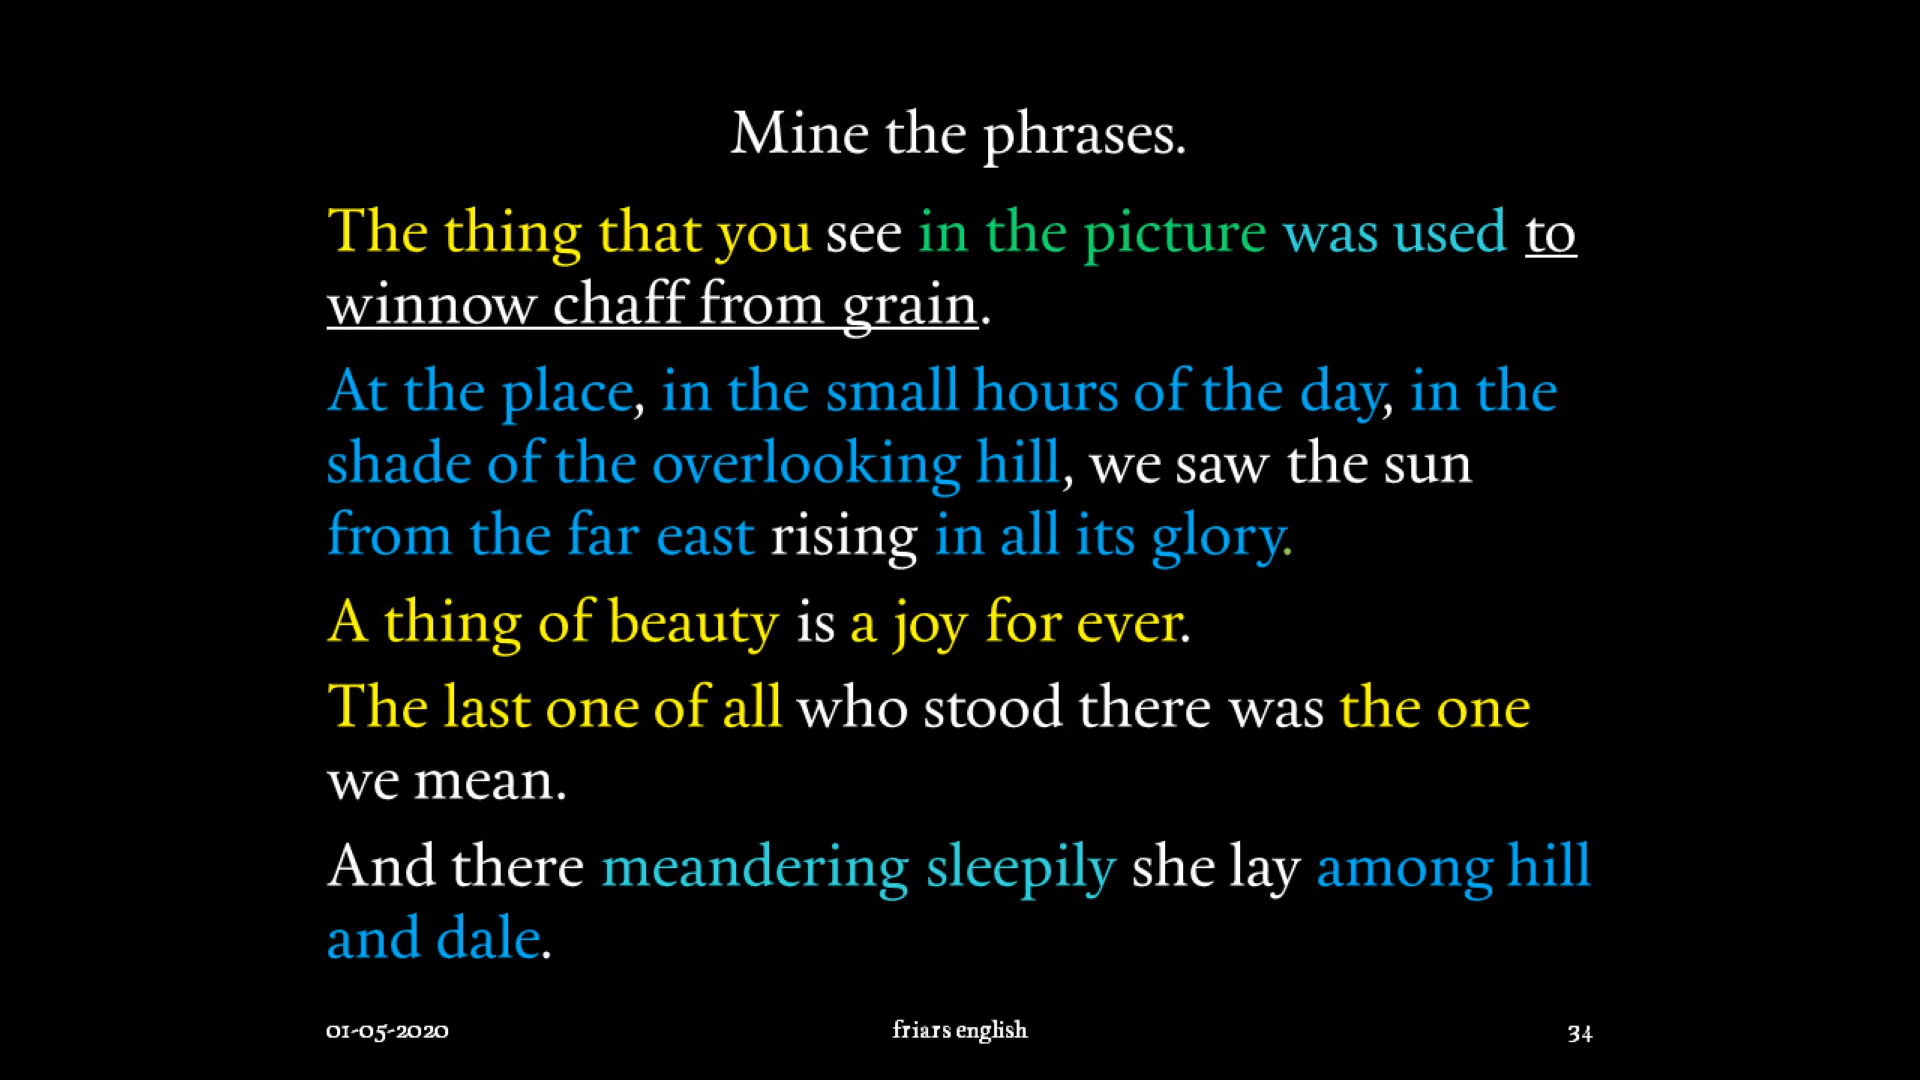 Mine the phrases.
The thing that you see in the picture was used to
winnow chaff from grain.
At the place, in the small hours of the day, in the
shade of the overlooking hill, we saw the sun
from the far east rising in all its glory.
A thing of beauty is a joy for ever.
The last one of all who stood there was the one
we mean.
And there meandering sleepily she lay among hill
and dale.
01-05-2020 friars english 34